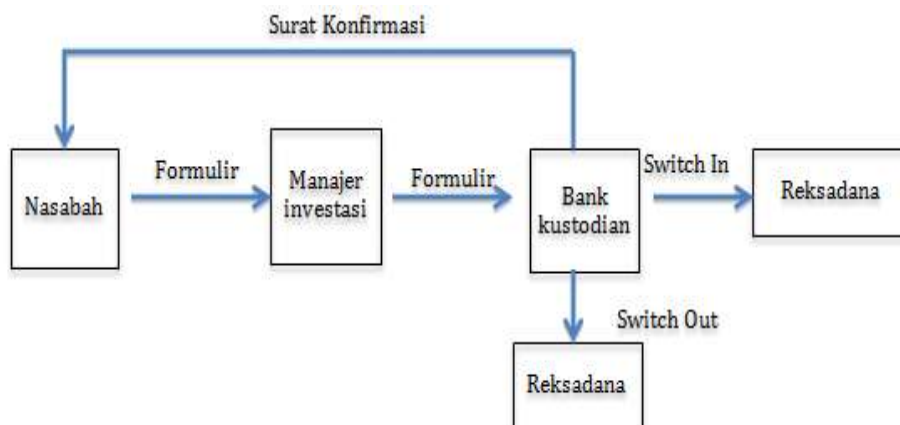 Surat Konfirmasi
Nasabah
Formulir
Manajer
investasi
Formulir
Bank
kustodian
Switch In
Reksadana
Switch Out
Reksadana